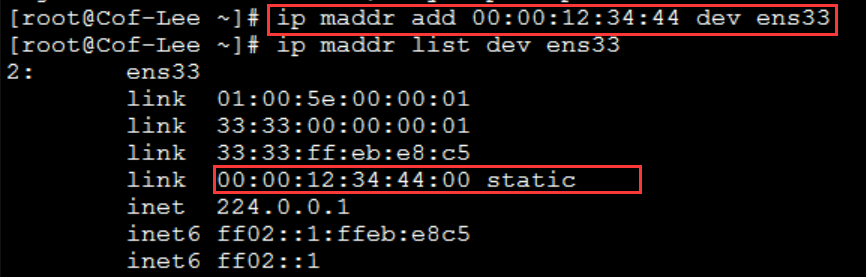 [root@Cof-Lee ~]# ip maddr add 00:00:12:34:44 dev ens33
[root@Cof-Lee ~]# ip maddr list dev ens33
2: ens33
link 01:00:5e:00:00:01
link 33:33:00:00:00:01
link 33:33:ff:eb:e8:c5
link 00:00:12:34:44:00 static
inet 224.0.0.1
inet6 ff02::1:ffeb:e8c5
inet6 ff02::1